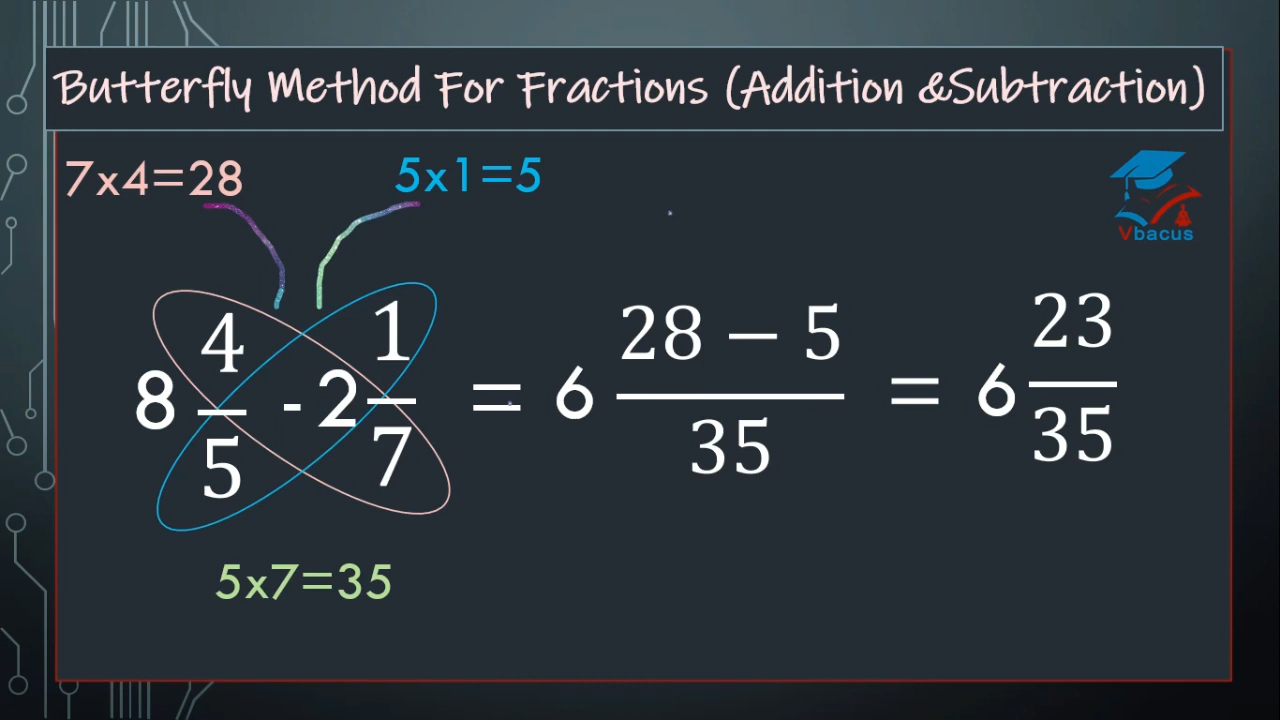 Butterfly Method For Fractions (Addition &Subtraction)
7x4=28 5x1=5
Vbacus
8 4/5 - 2 1/7 = 6 (28 − 5)/35 = 6 23/35
5x7=35